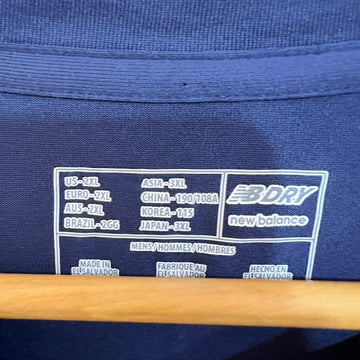 US - 2XL
EURO - 2XL
AUS - 2XL
BRAZIL - 2GG
ASIA - 3XL
CHINA - 190/108A
KOREA - 115
JAPAN - 3XL
NB DRY
new balance
MENS / HOMMES / HOMBRES
MADE IN
EL SALVADOR
FABRIQUÉ AU
EL SALVADOR
HECHO EN
EL SALVADOR